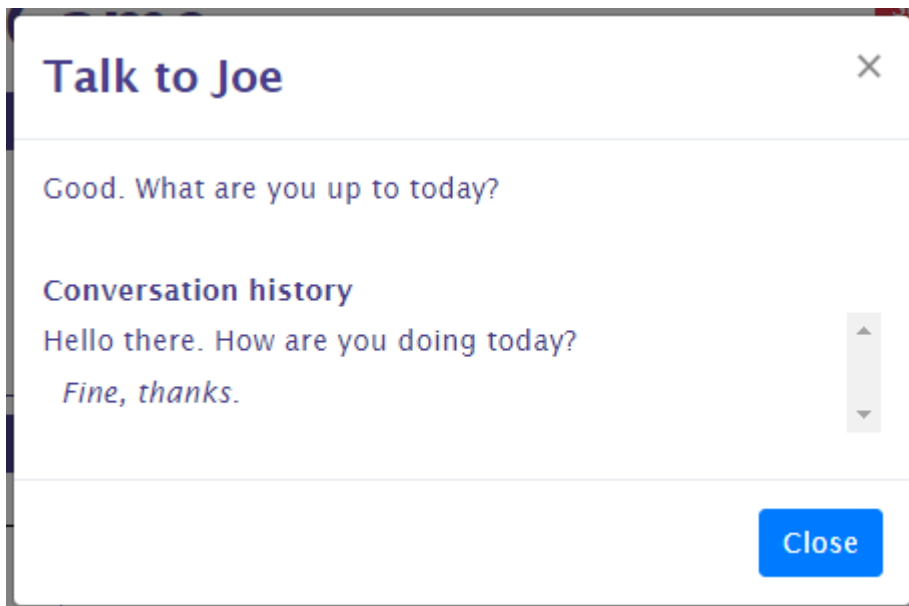 Talk to Joe
×
Good. What are you up to today?
Conversation history
Hello there. How are you doing today?
Fine, thanks.
Close